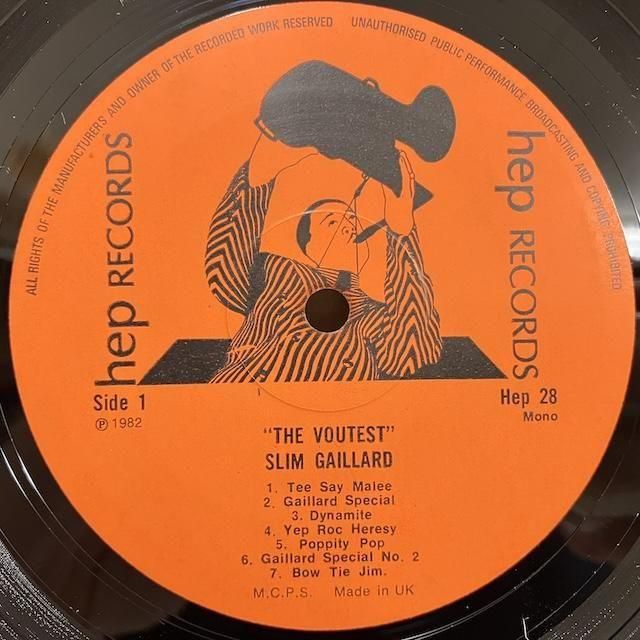 ALL RIGHTS OF THE MANUFACTURERS AND OWNER OF THE RECORDED WORK RESERVED UNAUTHORISED PUBLIC PERFORMANCE BROADCASTING AND COPYING PROHIBITED
hep RECORDS
hep RECORDS
Side 1
℗ 1982
Hep 28
Mono
"THE VOUTEST"
SLIM GAILLARD
1. Tee Say Malee
2. Gaillard Special
3. Dynamite
4. Yep Roc Heresy
5. Poppity Pop
6. Gaillard Special No. 2
7. Bow Tie Jim.
M.C.P.S. Made in UK